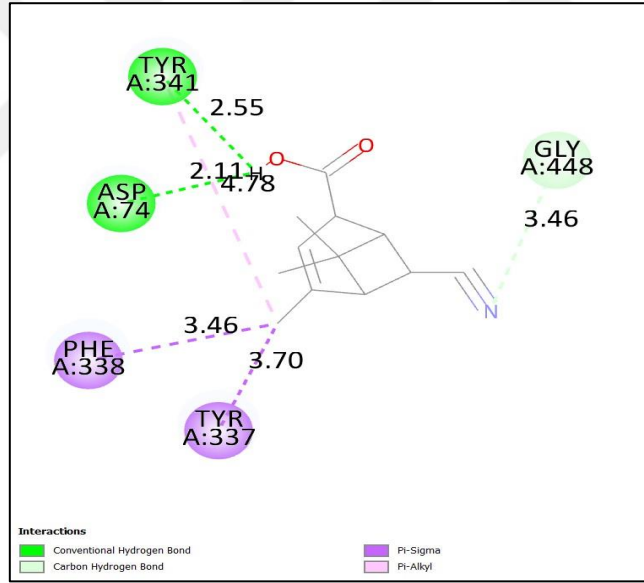 TYR
A:341
2.55
O
O
2.11
H
4.78
ASP
A:74
GLY
A:448
3.46
N
3.46
PHE
A:338
3.70
TYR
A:337
Interactions
Conventional Hydrogen Bond
Carbon Hydrogen Bond
Pi-Sigma
Pi-Alkyl